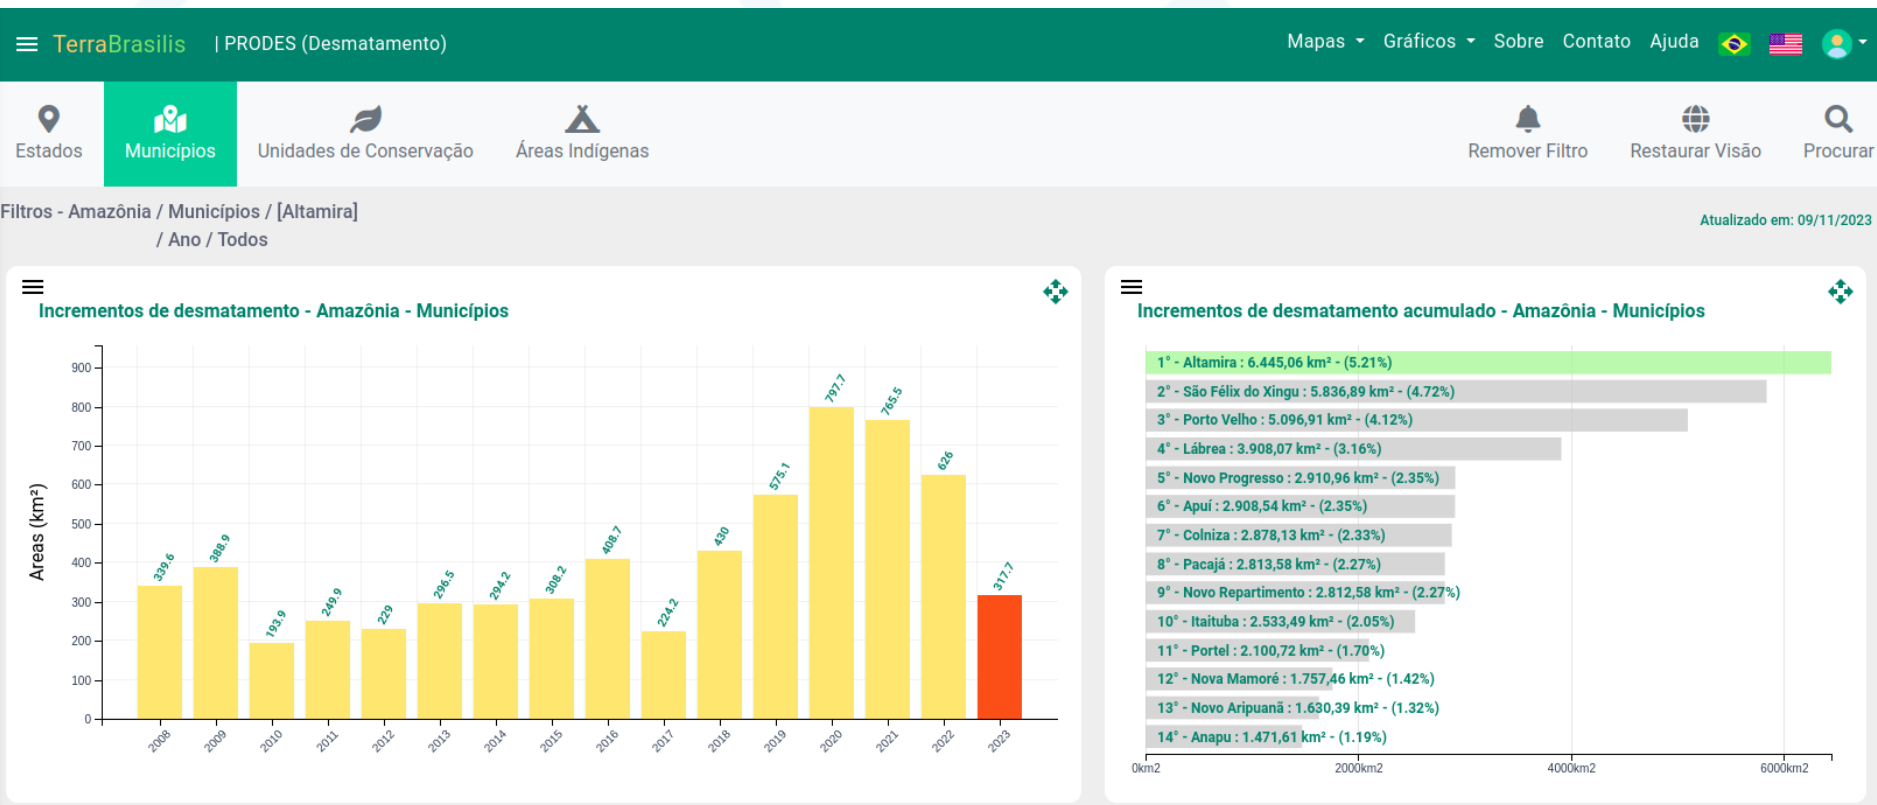 TerraBrasilis | PRODES (Desmatamento) Mapas Gráficos Sobre Contato Ajuda
Estados Municípios Unidades de Conservação Áreas Indígenas Remover Filtro Restaurar Visão Procurar
Filtros - Amazônia / Municípios / [Altamira]
/ Ano / Todos
Atualizado em: 09/11/2023
Incrementos de desmatamento - Amazônia - Municípios
Areas (km²)
900
800
700
600
500
400
300
200
100
0
339.6
388.9
193.9
249.9
229
296.5
294.2
308.2
408.7
224.2
430
575.1
797.7
765.5
626
317.7
2008 2009 2010 2011 2012 2013 2014 2015 2016 2017 2018 2019 2020 2021 2022 2023
Incrementos de desmatamento acumulado - Amazônia - Municípios
1° - Altamira : 6.445,06 km² - (5.21%)
2° - São Félix do Xingu : 5.836,89 km² - (4.72%)
3° - Porto Velho : 5.096,91 km² - (4.12%)
4° - Lábrea : 3.908,07 km² - (3.16%)
5° - Novo Progresso : 2.910,96 km² - (2.35%)
6° - Apuí : 2.908,54 km² - (2.35%)
7° - Colniza : 2.878,13 km² - (2.33%)
8° - Pacajá : 2.813,58 km² - (2.27%)
9° - Novo Repartimento : 2.812,58 km² - (2.27%)
10° - Itaituba : 2.533,49 km² - (2.05%)
11° - Portel : 2.100,72 km² - (1.70%)
12° - Nova Mamoré : 1.757,46 km² - (1.42%)
13° - Novo Aripuanã : 1.630,39 km² - (1.32%)
14° - Anapu : 1.471,61 km² - (1.19%)
0km2 2000km2 4000km2 6000km2